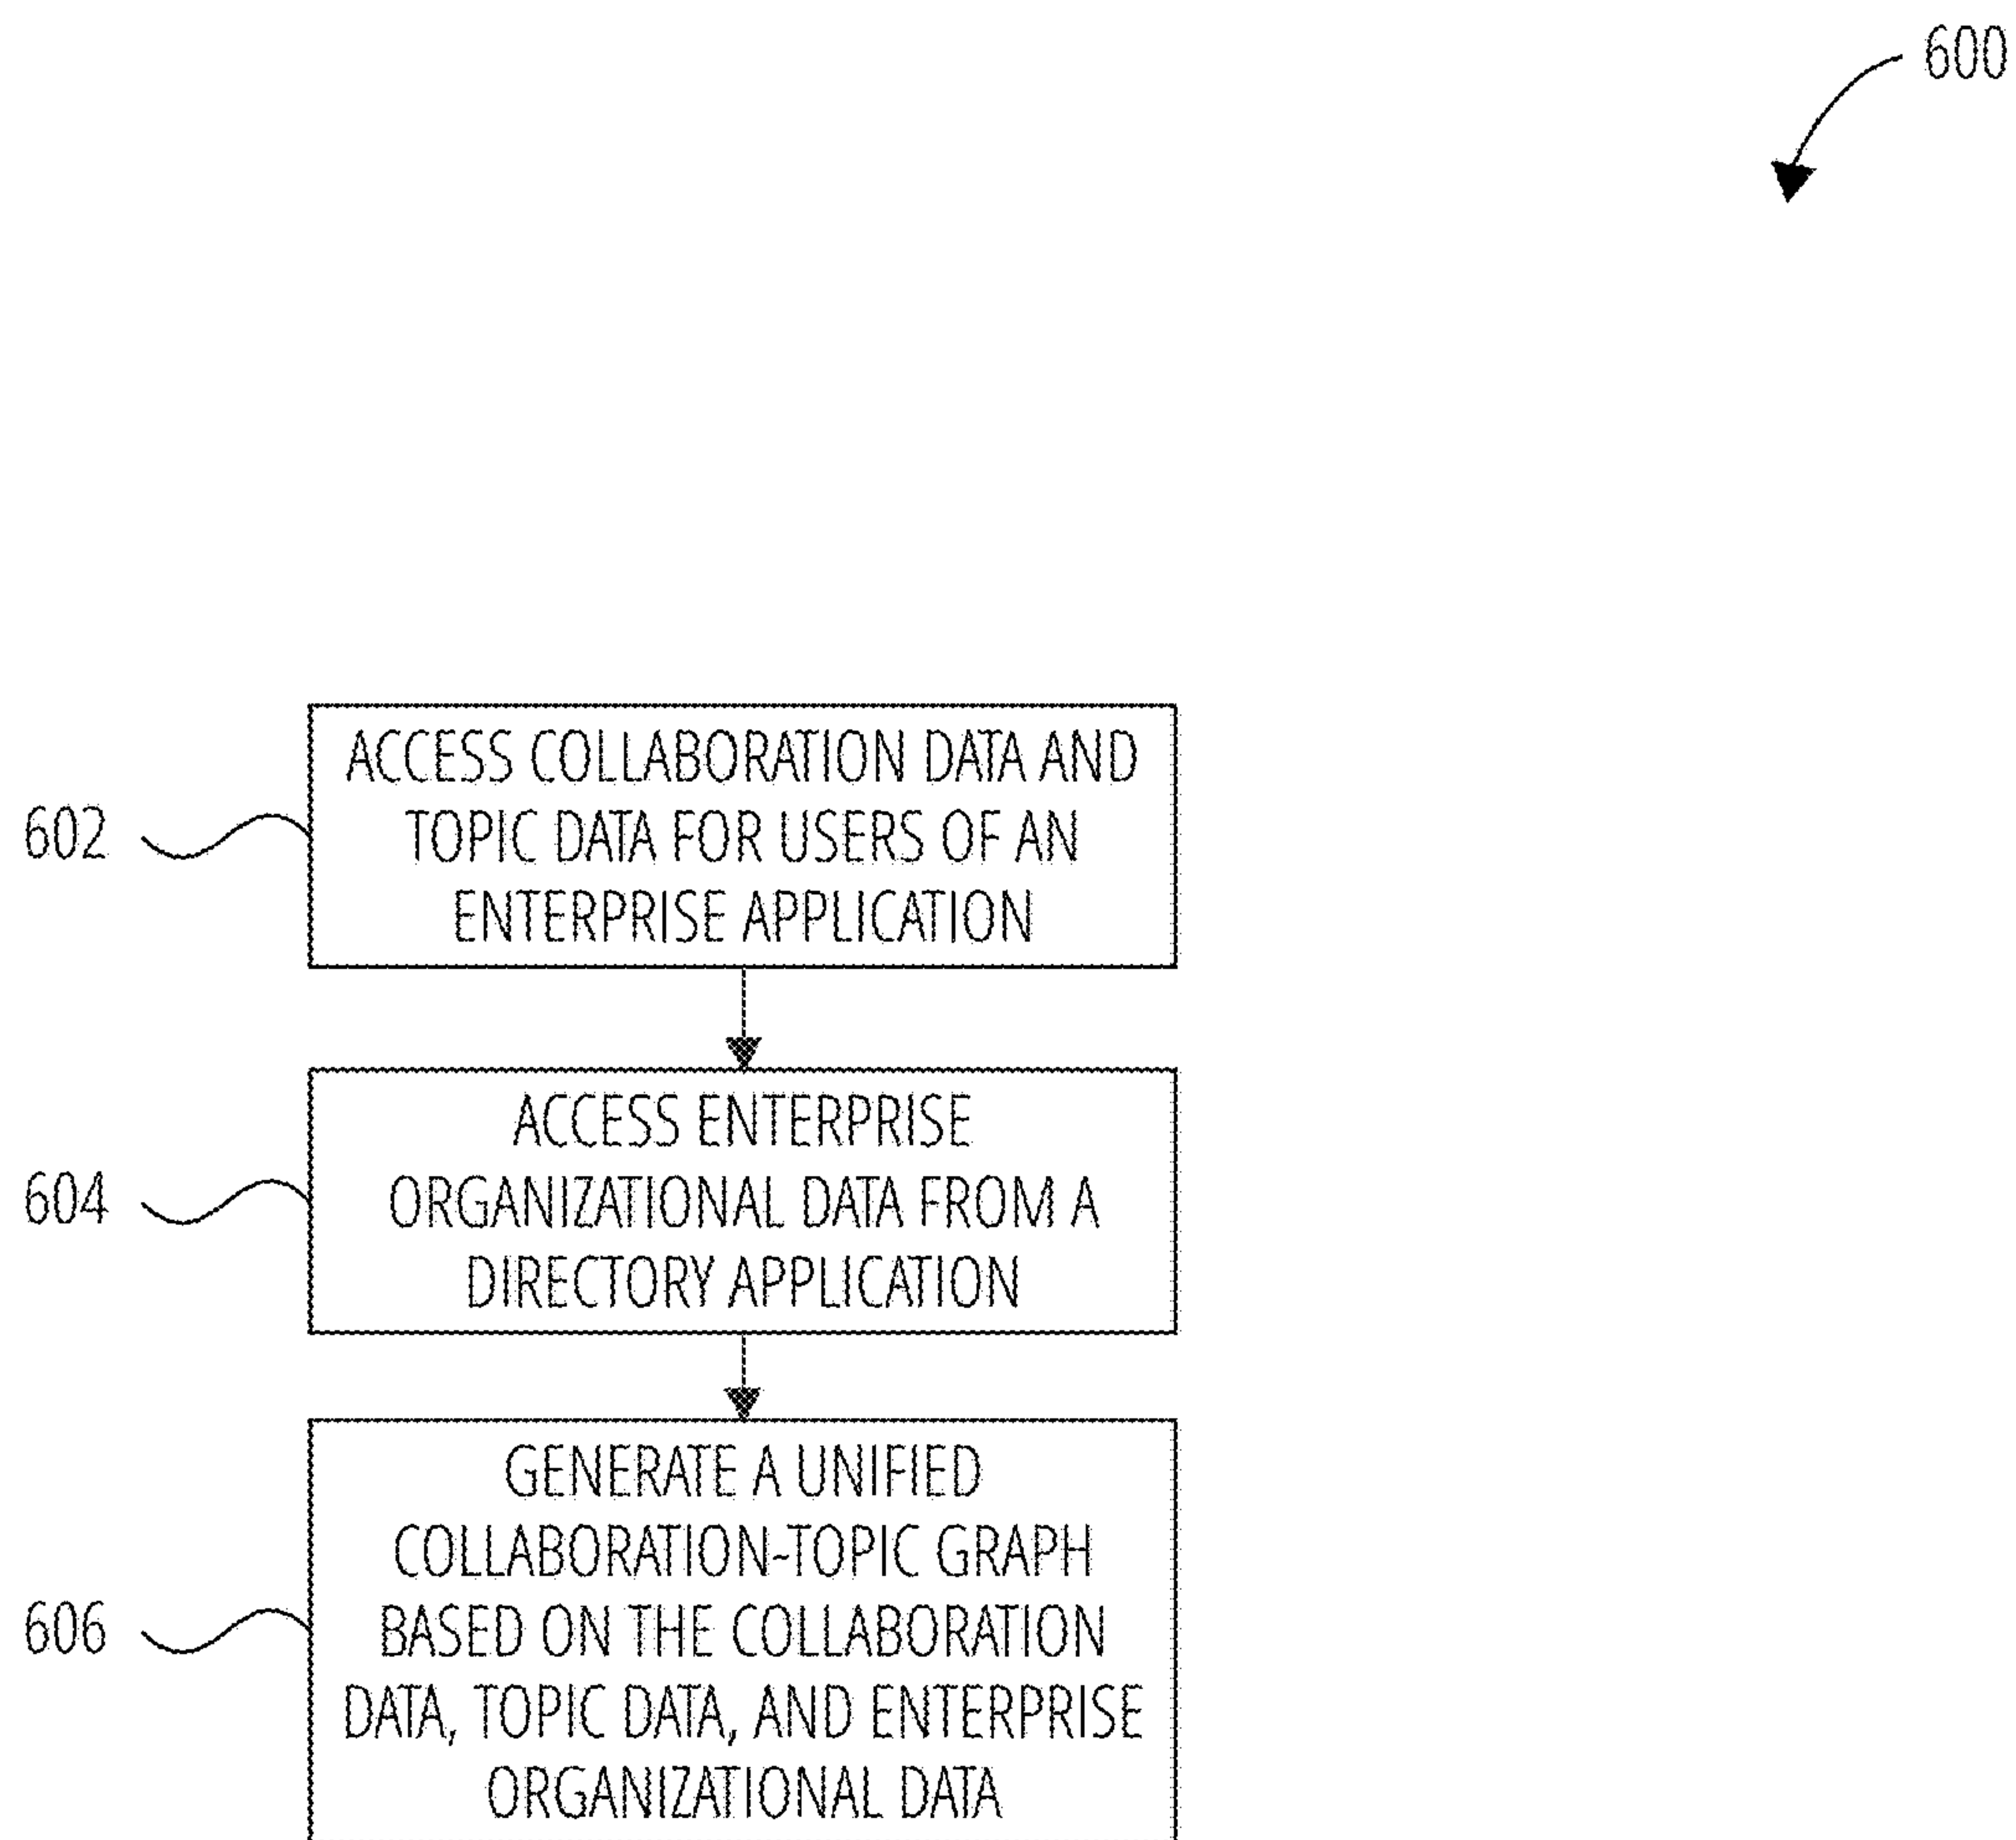 600
ACCESS COLLABORATION DATA AND
TOPIC DATA FOR USERS OF AN
ENTERPRISE APPLICATION
602
ACCESS ENTERPRISE
ORGANIZATIONAL DATA FROM A
DIRECTORY APPLICATION
604
GENERATE A UNIFIED
COLLABORATION-TOPIC GRAPH
BASED ON THE COLLABORATION
DATA, TOPIC DATA, AND ENTERPRISE
ORGANIZATIONAL DATA
606